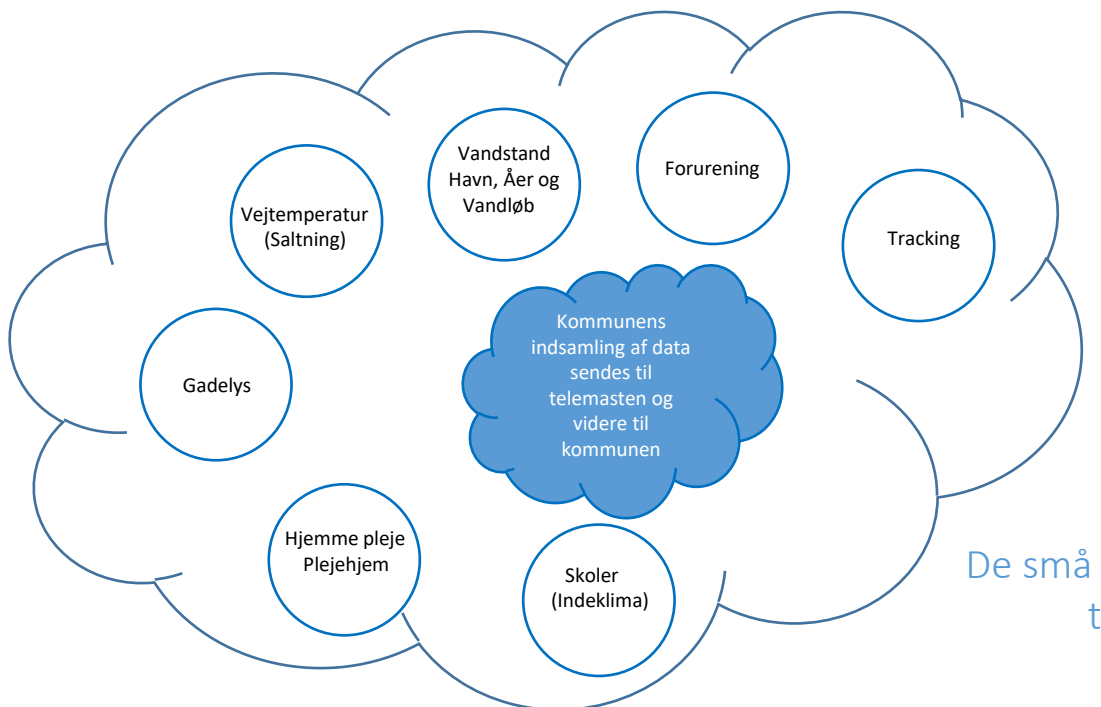 Vandstand
Havn, Åer og
Vandløb
Forurening
Vejtemperatur
(Saltning)
Tracking
Kommunens
indsamling af data
sendes til
telemasten og
videre til
kommunen
Gadelys
Hjemme pleje
Plejehjem
Skoler
(Indeklima)
De små
t